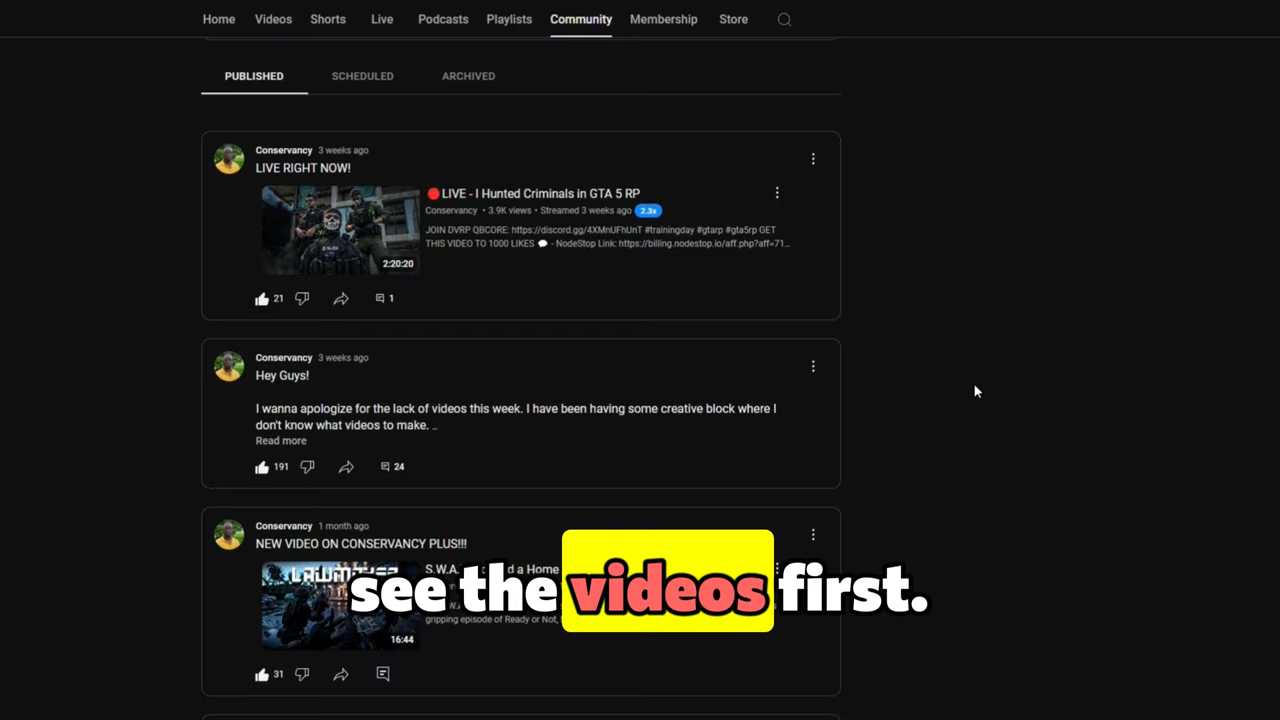 Home Videos Shorts Live Podcasts Playlists Community Membership Store
PUBLISHED SCHEDULED ARCHIVED
Conservancy 3 weeks ago
LIVE RIGHT NOW!
LIVE - I Hunted Criminals in GTA 5 RP
Conservancy • 3.9K views • Streamed 3 weeks ago 2.3x
JOIN DVRP QBCORE: https://discord.gg/4XMnUFhUnT #trainingday #gtarp #gta5rp GET
THIS VIDEO TO 1000 LIKES 💬 - NodeStop Link: https://billing.nodestop.io/aff.php?aff=71...
2:20:20
21 1
Conservancy 3 weeks ago
Hey Guys!
I wanna apologize for the lack of videos this week. I have been having some creative block where I
don't know what videos to make. ...
Read more
191 24
Conservancy 1 month ago
NEW VIDEO ON CONSERVANCY PLUS!!!
S.W.A. d a Home
see the videos first.
gripping episode of Ready or Not,
16:44
31